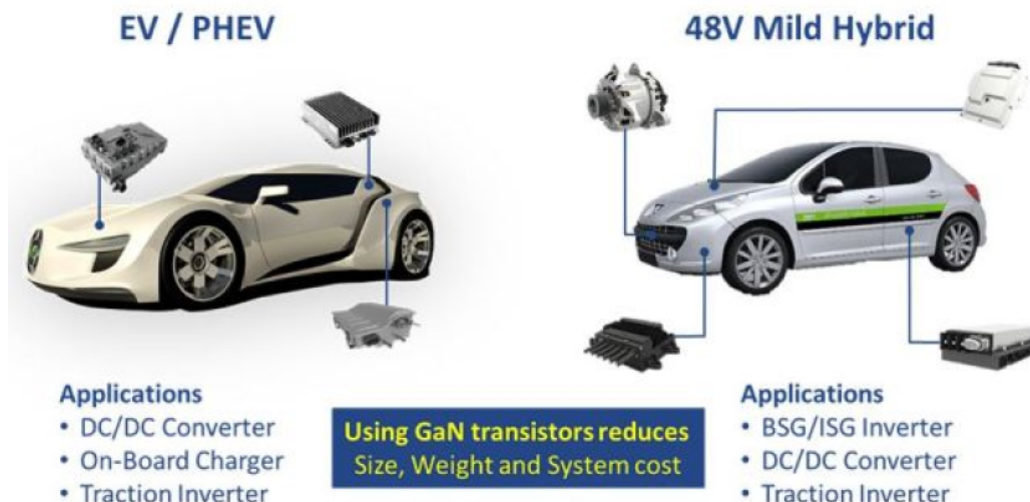 EV / PHEV
48V Mild Hybrid
Applications
• DC/DC Converter
• On-Board Charger
• Traction Inverter
Using GaN transistors reduces
Size, Weight and System cost
Applications
• BSG/ISG Inverter
• DC/DC Converter
• Traction Inverter